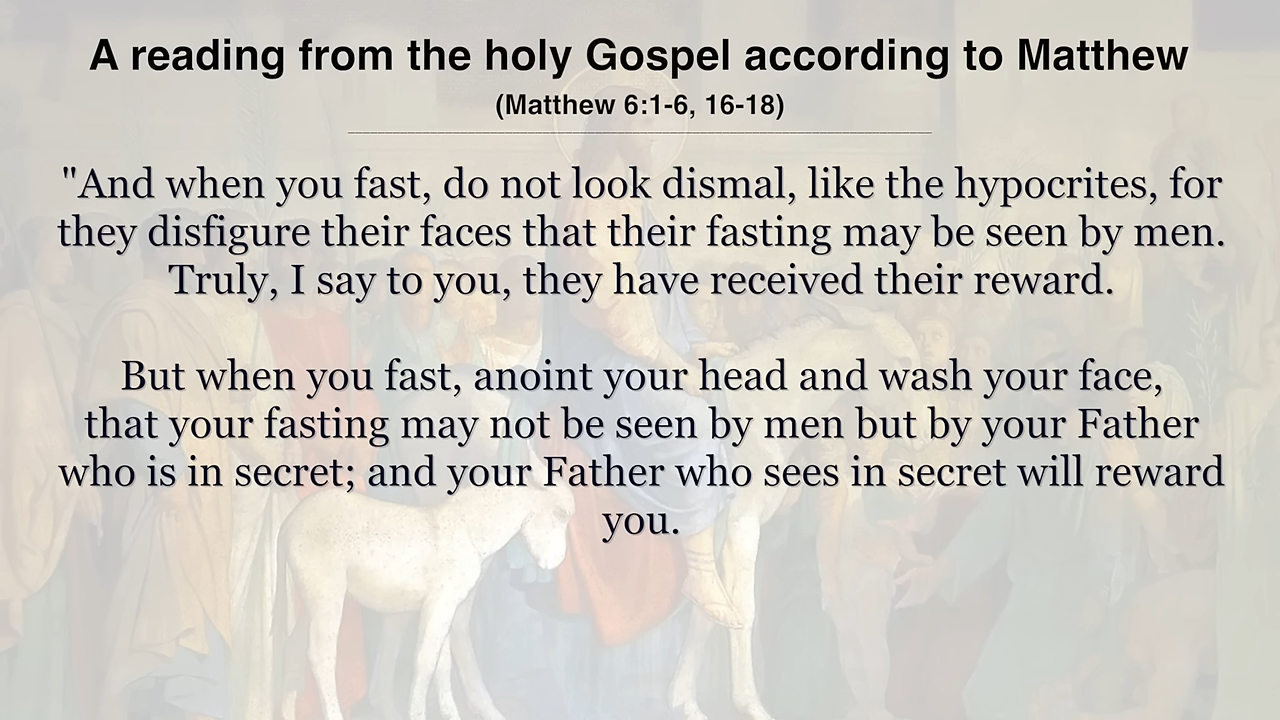 A reading from the holy Gospel according to Matthew
(Matthew 6:1-6, 16-18)
"And when you fast, do not look dismal, like the hypocrites, for
they disfigure their faces that their fasting may be seen by men.
Truly, I say to you, they have received their reward.
But when you fast, anoint your head and wash your face,
that your fasting may not be seen by men but by your Father
who is in secret; and your Father who sees in secret will reward
you.